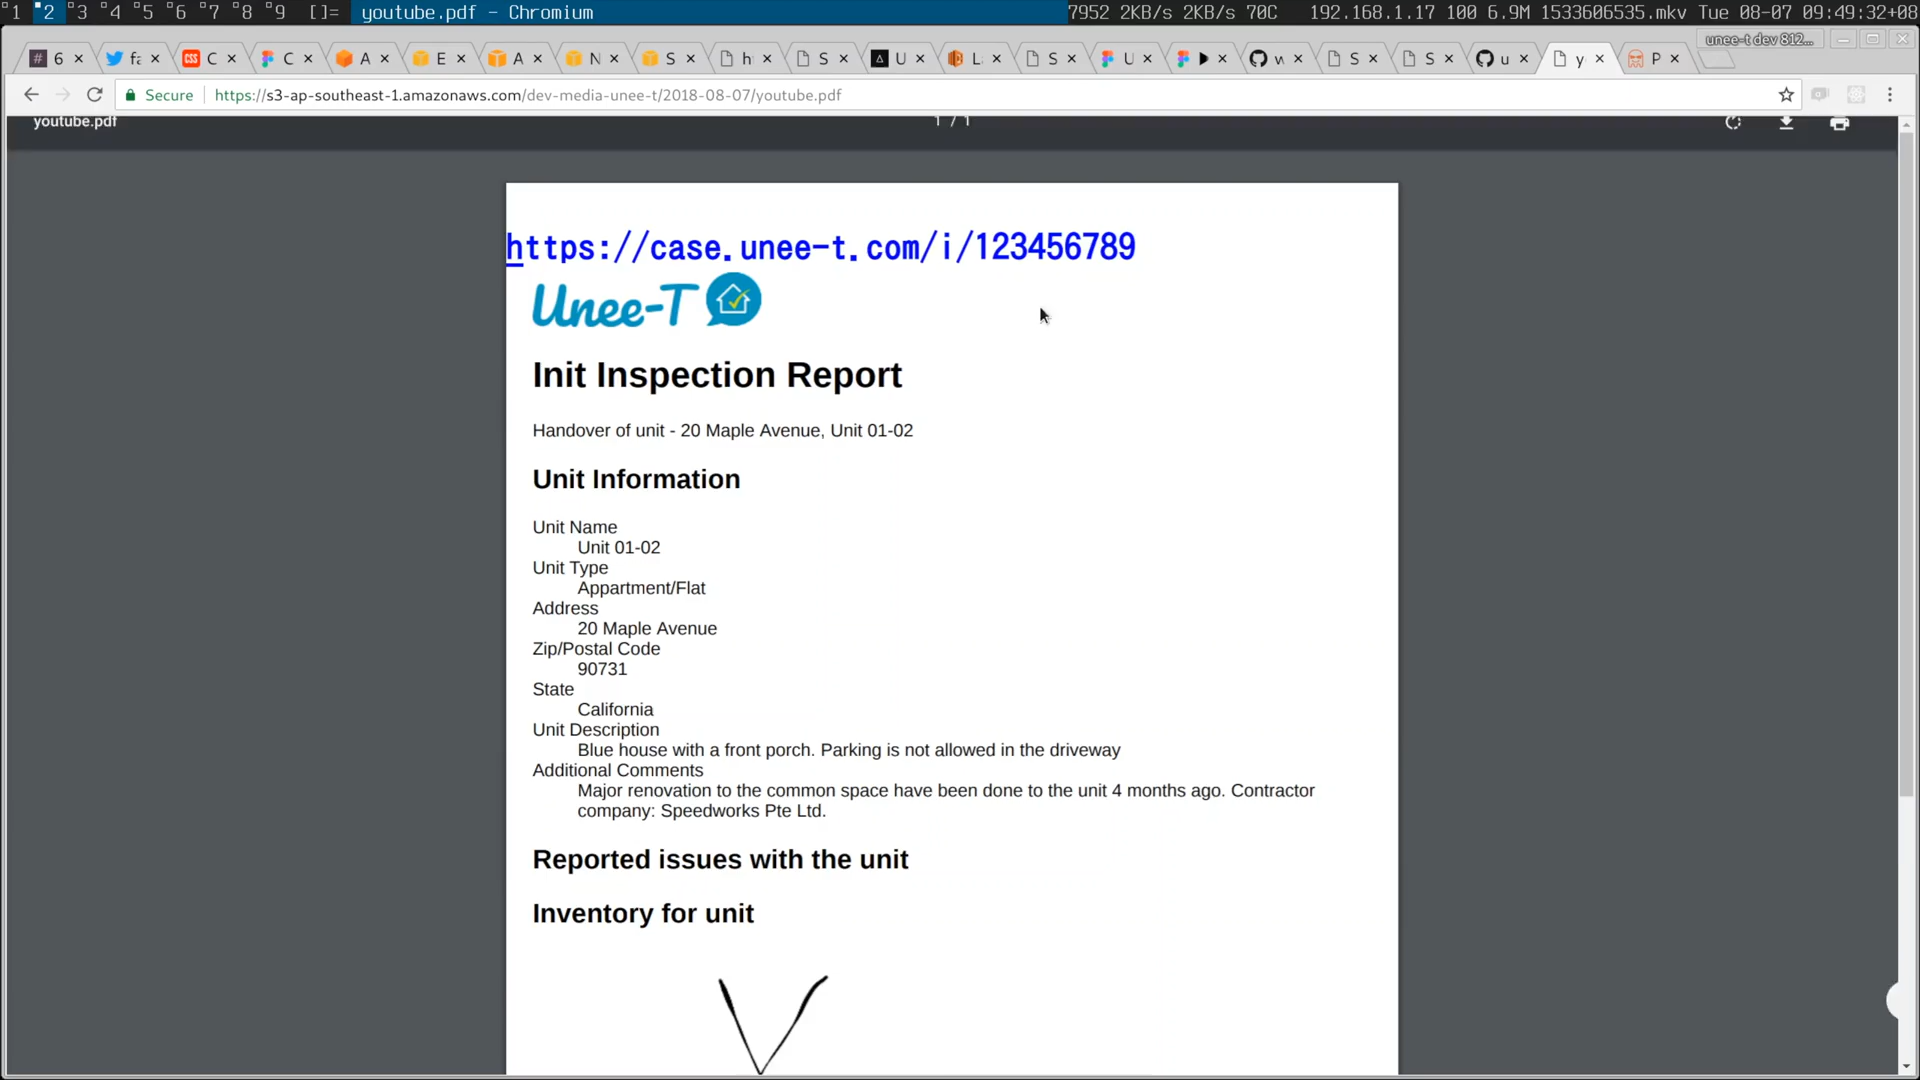 1 2 3 4 5 6 7 8 9 []= youtube.pdf - Chromium 7952 2KB/s 2KB/s 70C 192.168.1.17 100 6.9M 1533606535.mkv Tue 08-07 09:49:32+08
6 fa C C A E A N S h S U L S U w S S u y P unee-t dev 812...
Secure https://s3-ap-southeast-1.amazonaws.com/dev-media-unee-t/2018-08-07/youtube.pdf
youtube.pdf 1 / 1
https://case.unee-t.com/i/123456789
Unee-T
Init Inspection Report
Handover of unit - 20 Maple Avenue, Unit 01-02
Unit Information
Unit Name
Unit 01-02
Unit Type
Appartment/Flat
Address
20 Maple Avenue
Zip/Postal Code
90731
State
California
Unit Description
Blue house with a front porch. Parking is not allowed in the driveway
Additional Comments
Major renovation to the common space have been done to the unit 4 months ago. Contractor
company: Speedworks Pte Ltd.
Reported issues with the unit
Inventory for unit